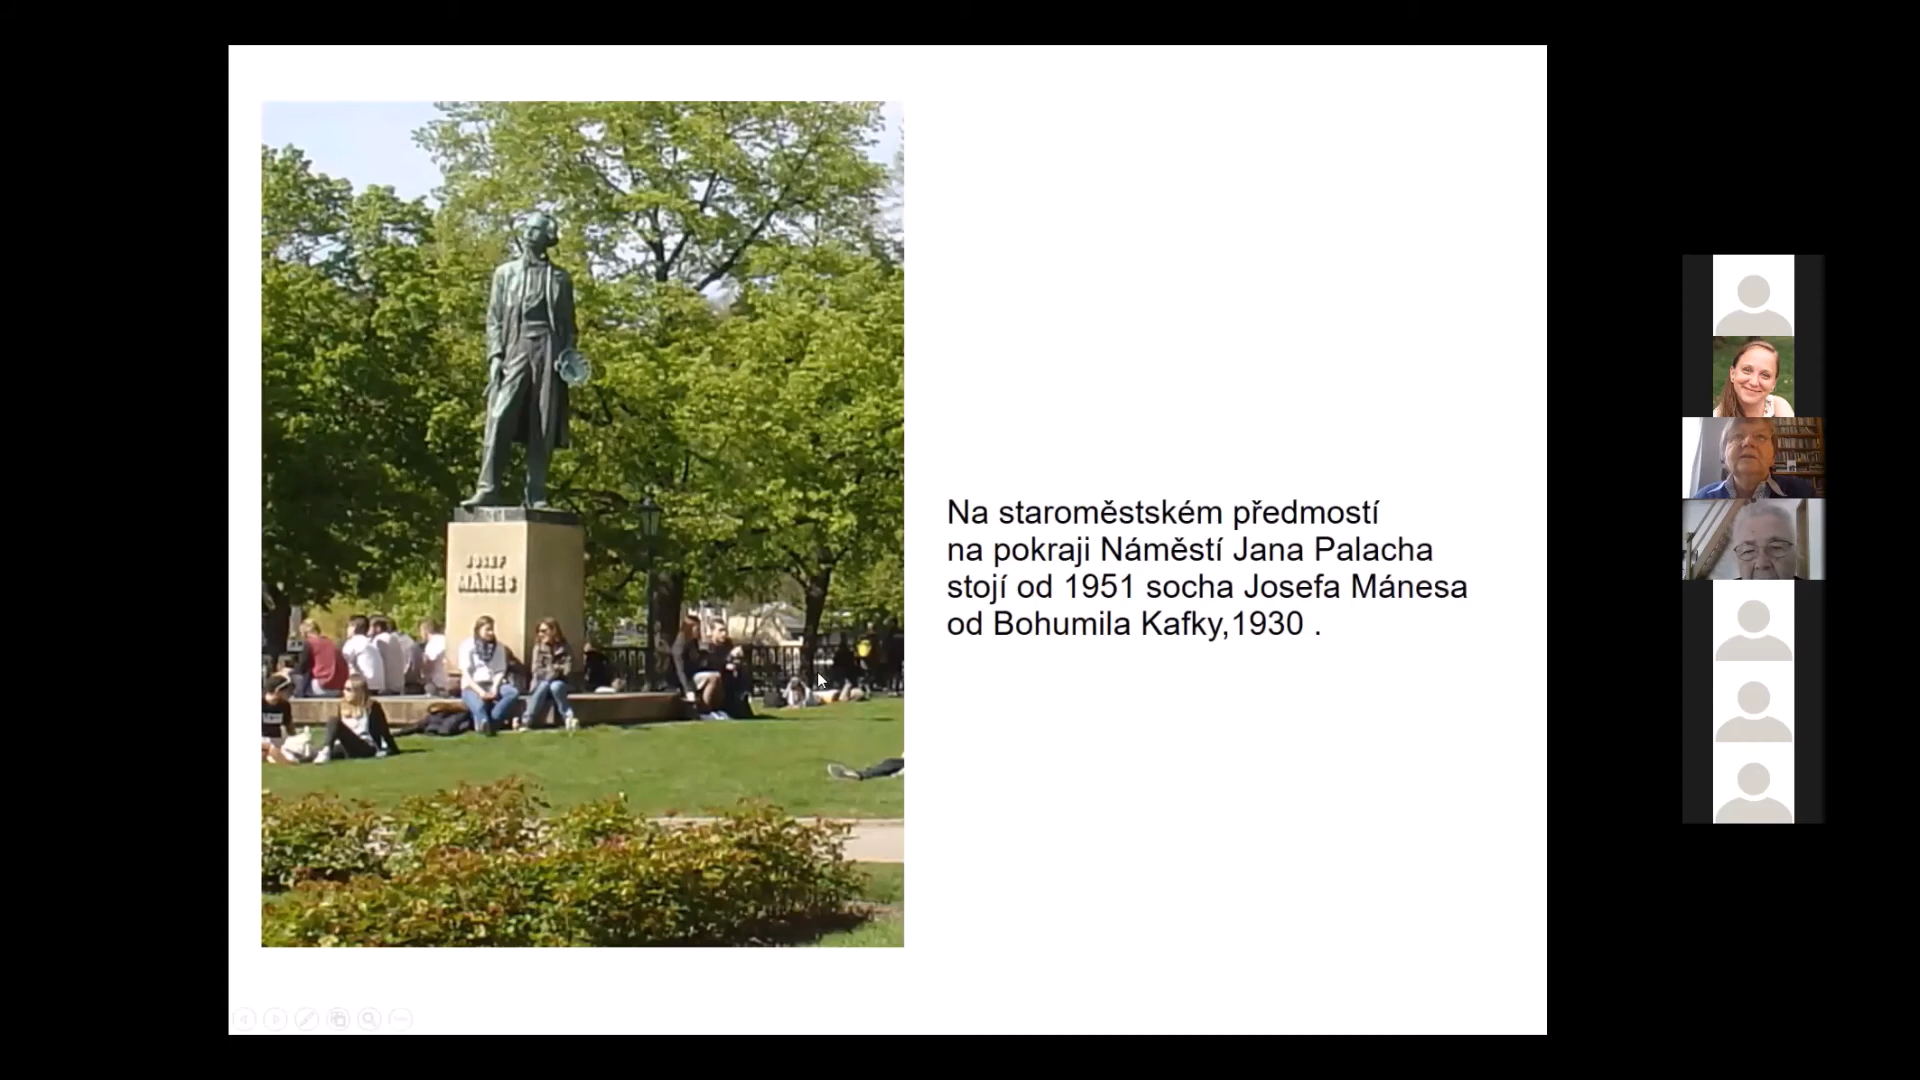 JOSEF
MÁNES
Na staroměstském předmostí
na pokraji Náměstí Jana Palacha
stojí od 1951 socha Josefa Mánesa
od Bohumila Kafky,1930 .